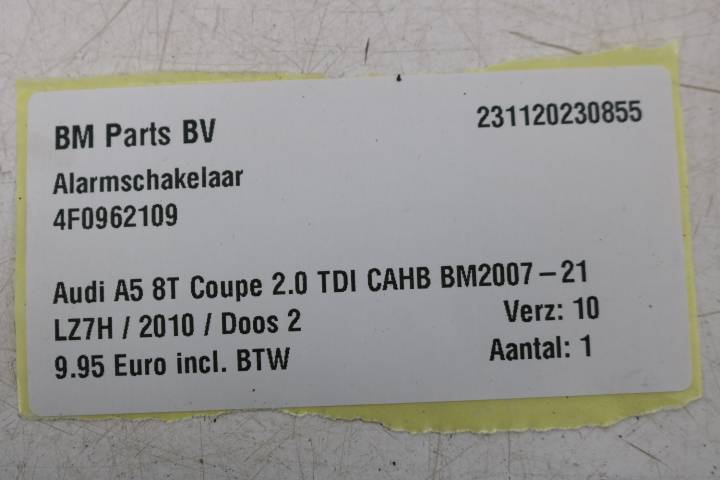 BM Parts BV 231120230855
Alarmschakelaar
4F0962109
Audi A5 8T Coupe 2.0 TDI CAHB BM2007-21
LZ7H / 2010 / Doos 2 Verz: 10
9.95 Euro incl. BTW Aantal: 1